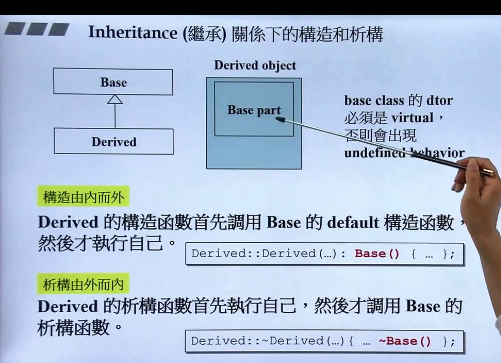 Inheritance (繼承) 關係下的構造和析構
Derived object
Base
Base part
Derived
base class 的 dtor
必須是 virtual，
否則會出現
undefined behavior
構造由內而外
Derived 的構造函數首先調用 Base 的 default 構造函數，
然後才執行自己。
Derived::Derived(…): Base() { … };
析構由外而內
Derived 的析構函數首先執行自己，然後才調用 Base 的
析構函數。
Derived::~Derived(…){ … ~Base() };